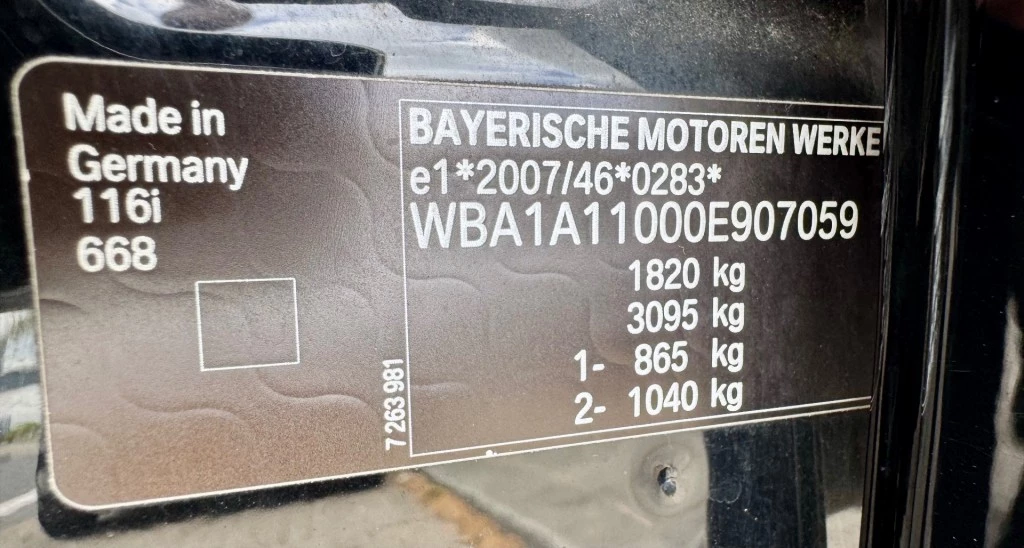 Made in
Germany
116i
668
7 263 981
BAYERISCHE MOTOREN WERKE
e1*2007/46*0283*
WBA1A11000E907059
1820 kg
3095 kg
1- 865 kg
2- 1040 kg